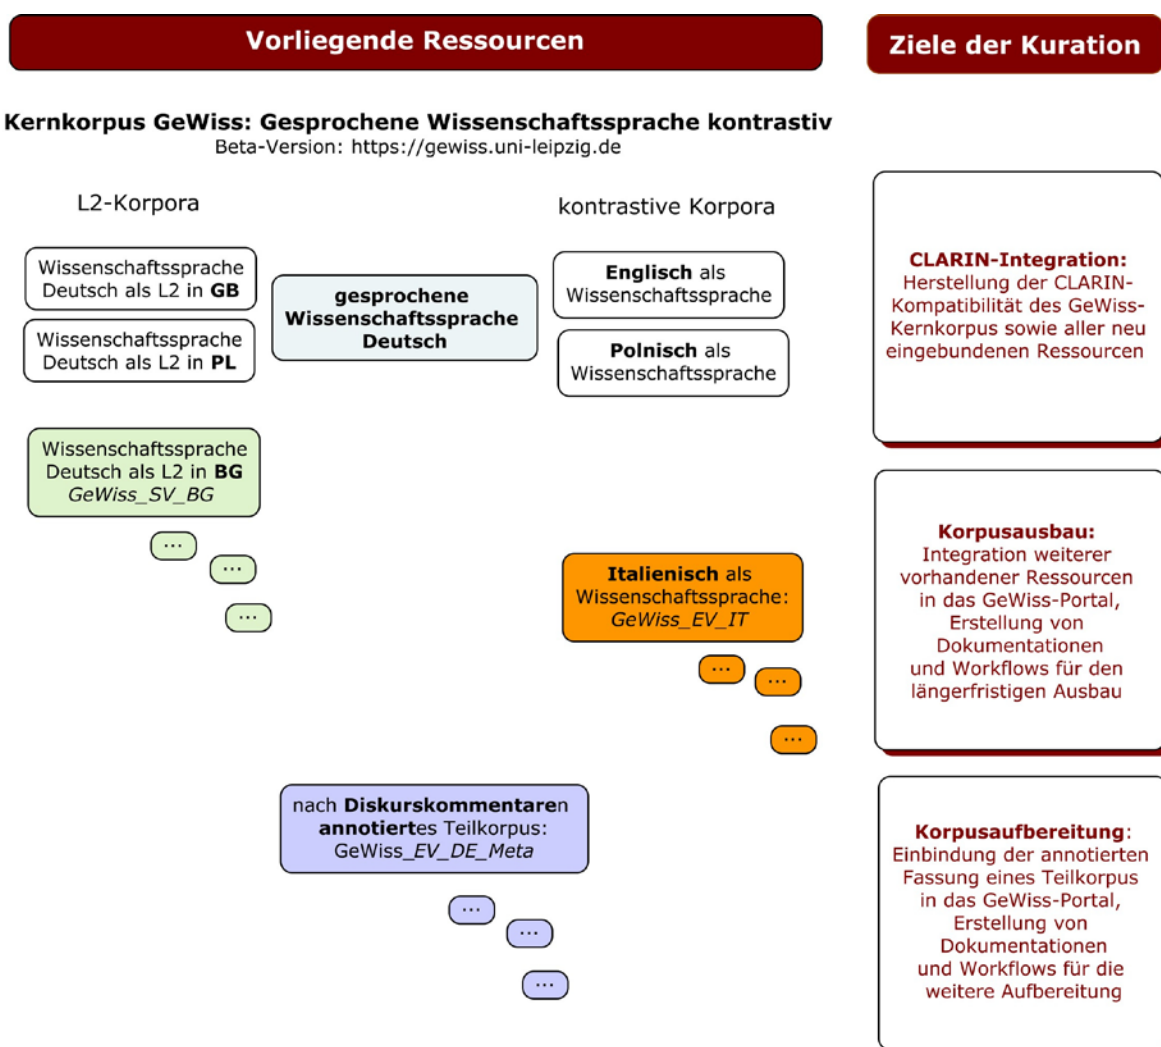 Vorliegende Ressourcen
Ziele der Kuration
Kernkorpus GeWiss: Gesprochene Wissenschaftssprache kontrastiv
Beta-Version: https://gewiss.uni-leipzig.de
L2-Korpora
kontrastive Korpora
Wissenschaftssprache
Deutsch als L2 in GB
Wissenschaftssprache
Deutsch als L2 in PL
gesprochene
Wissenschaftssprache
Deutsch
Englisch als
Wissenschaftssprache
Polnisch als
Wissenschaftssprache
CLARIN-Integration:
Herstellung der CLARIN-
Kompatibilität des GeWiss-
Kernkorpus sowie aller neu
eingebundenen Ressourcen
Wissenschaftssprache
Deutsch als L2 in BG
GeWiss_SV_BG
...
...
...
Italienisch als
Wissenschaftssprache:
GeWiss_EV_IT
...
...
...
Korpusausbau:
Integration weiterer
vorhandener Ressourcen
in das GeWiss-Portal,
Erstellung von
Dokumentationen
und Workflows für den
längerfristigen Ausbau
nach Diskurskommentaren
annotiertes Teilkorpus:
GeWiss_EV_DE_Meta
...
...
...
Korpusaufbereitung:
Einbindung der annotierten
Fassung eines Teilkorpus
in das GeWiss-Portal,
Erstellung von
Dokumentationen
und Workflows für die
weitere Aufbereitung